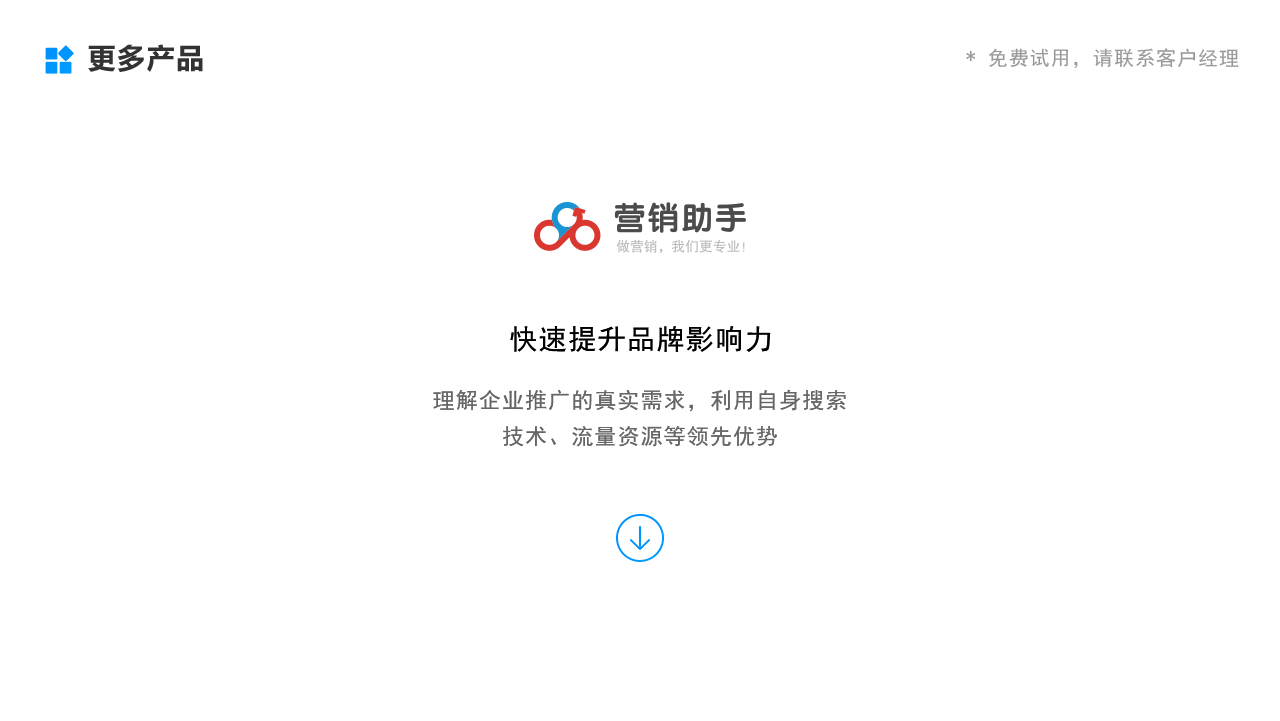 更多产品
* 免费试用，请联系客户经理
营销助手
做营销，我们更专业!
快速提升品牌影响力
理解企业推广的真实需求，利用自身搜索
技术、流量资源等领先优势